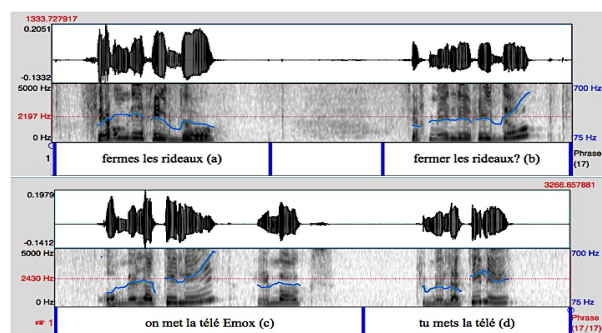 1333.727917
0.2051
-0.1332
5000 Hz 700 Hz
2197 Hz
0 Hz 75 Hz
1 fermes les rideaux (a) fermer les rideaux? (b) Phrase
(17)
0.1979 3266.857881
-0.1412
5000 Hz 700 Hz
2430 Hz
0 Hz 75 Hz
1 on met la télé Emox (c) tu mets la télé (d) Phrase
(17/17)